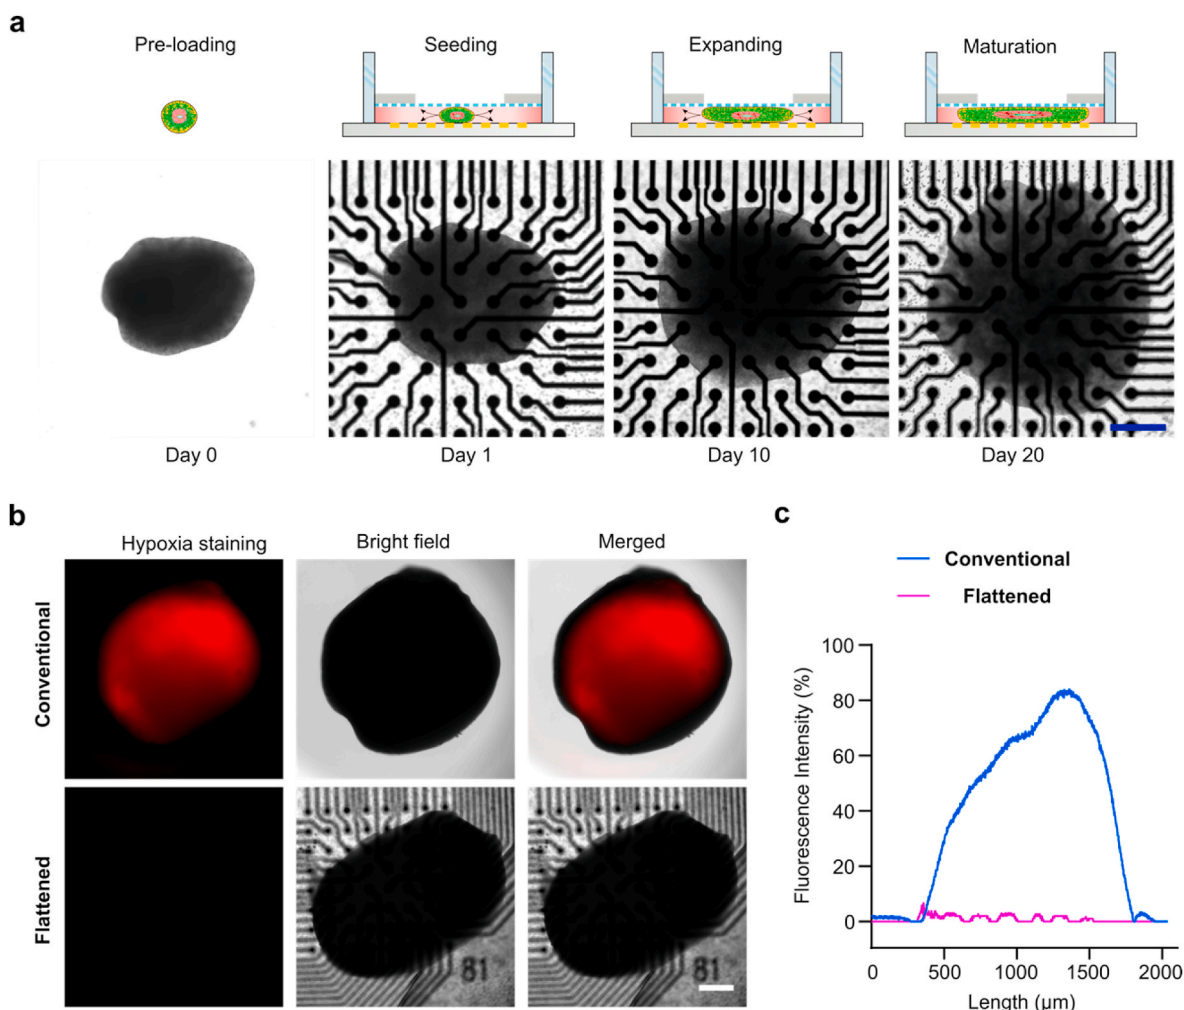 a
Pre-loading
Seeding
Expanding
Maturation
Day 0
Day 1
Day 10
Day 20
b
Hypoxia staining
Bright field
Merged
Conventional
Flattened
81
81
c
Conventional
Flattened
Fluorescence Intensity (%)
100
80
60
40
20
0
0
500
1000
1500
2000
Length (µm)